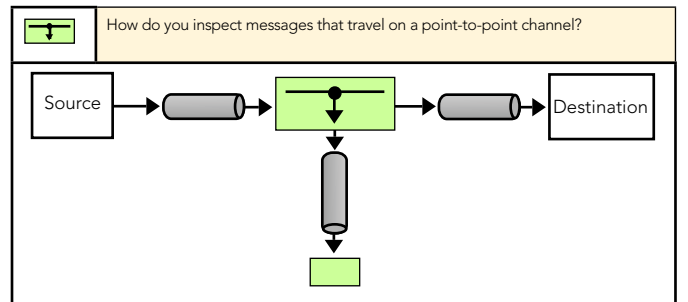 How do you inspect messages that travel on a point-to-point channel?
Source
Destination